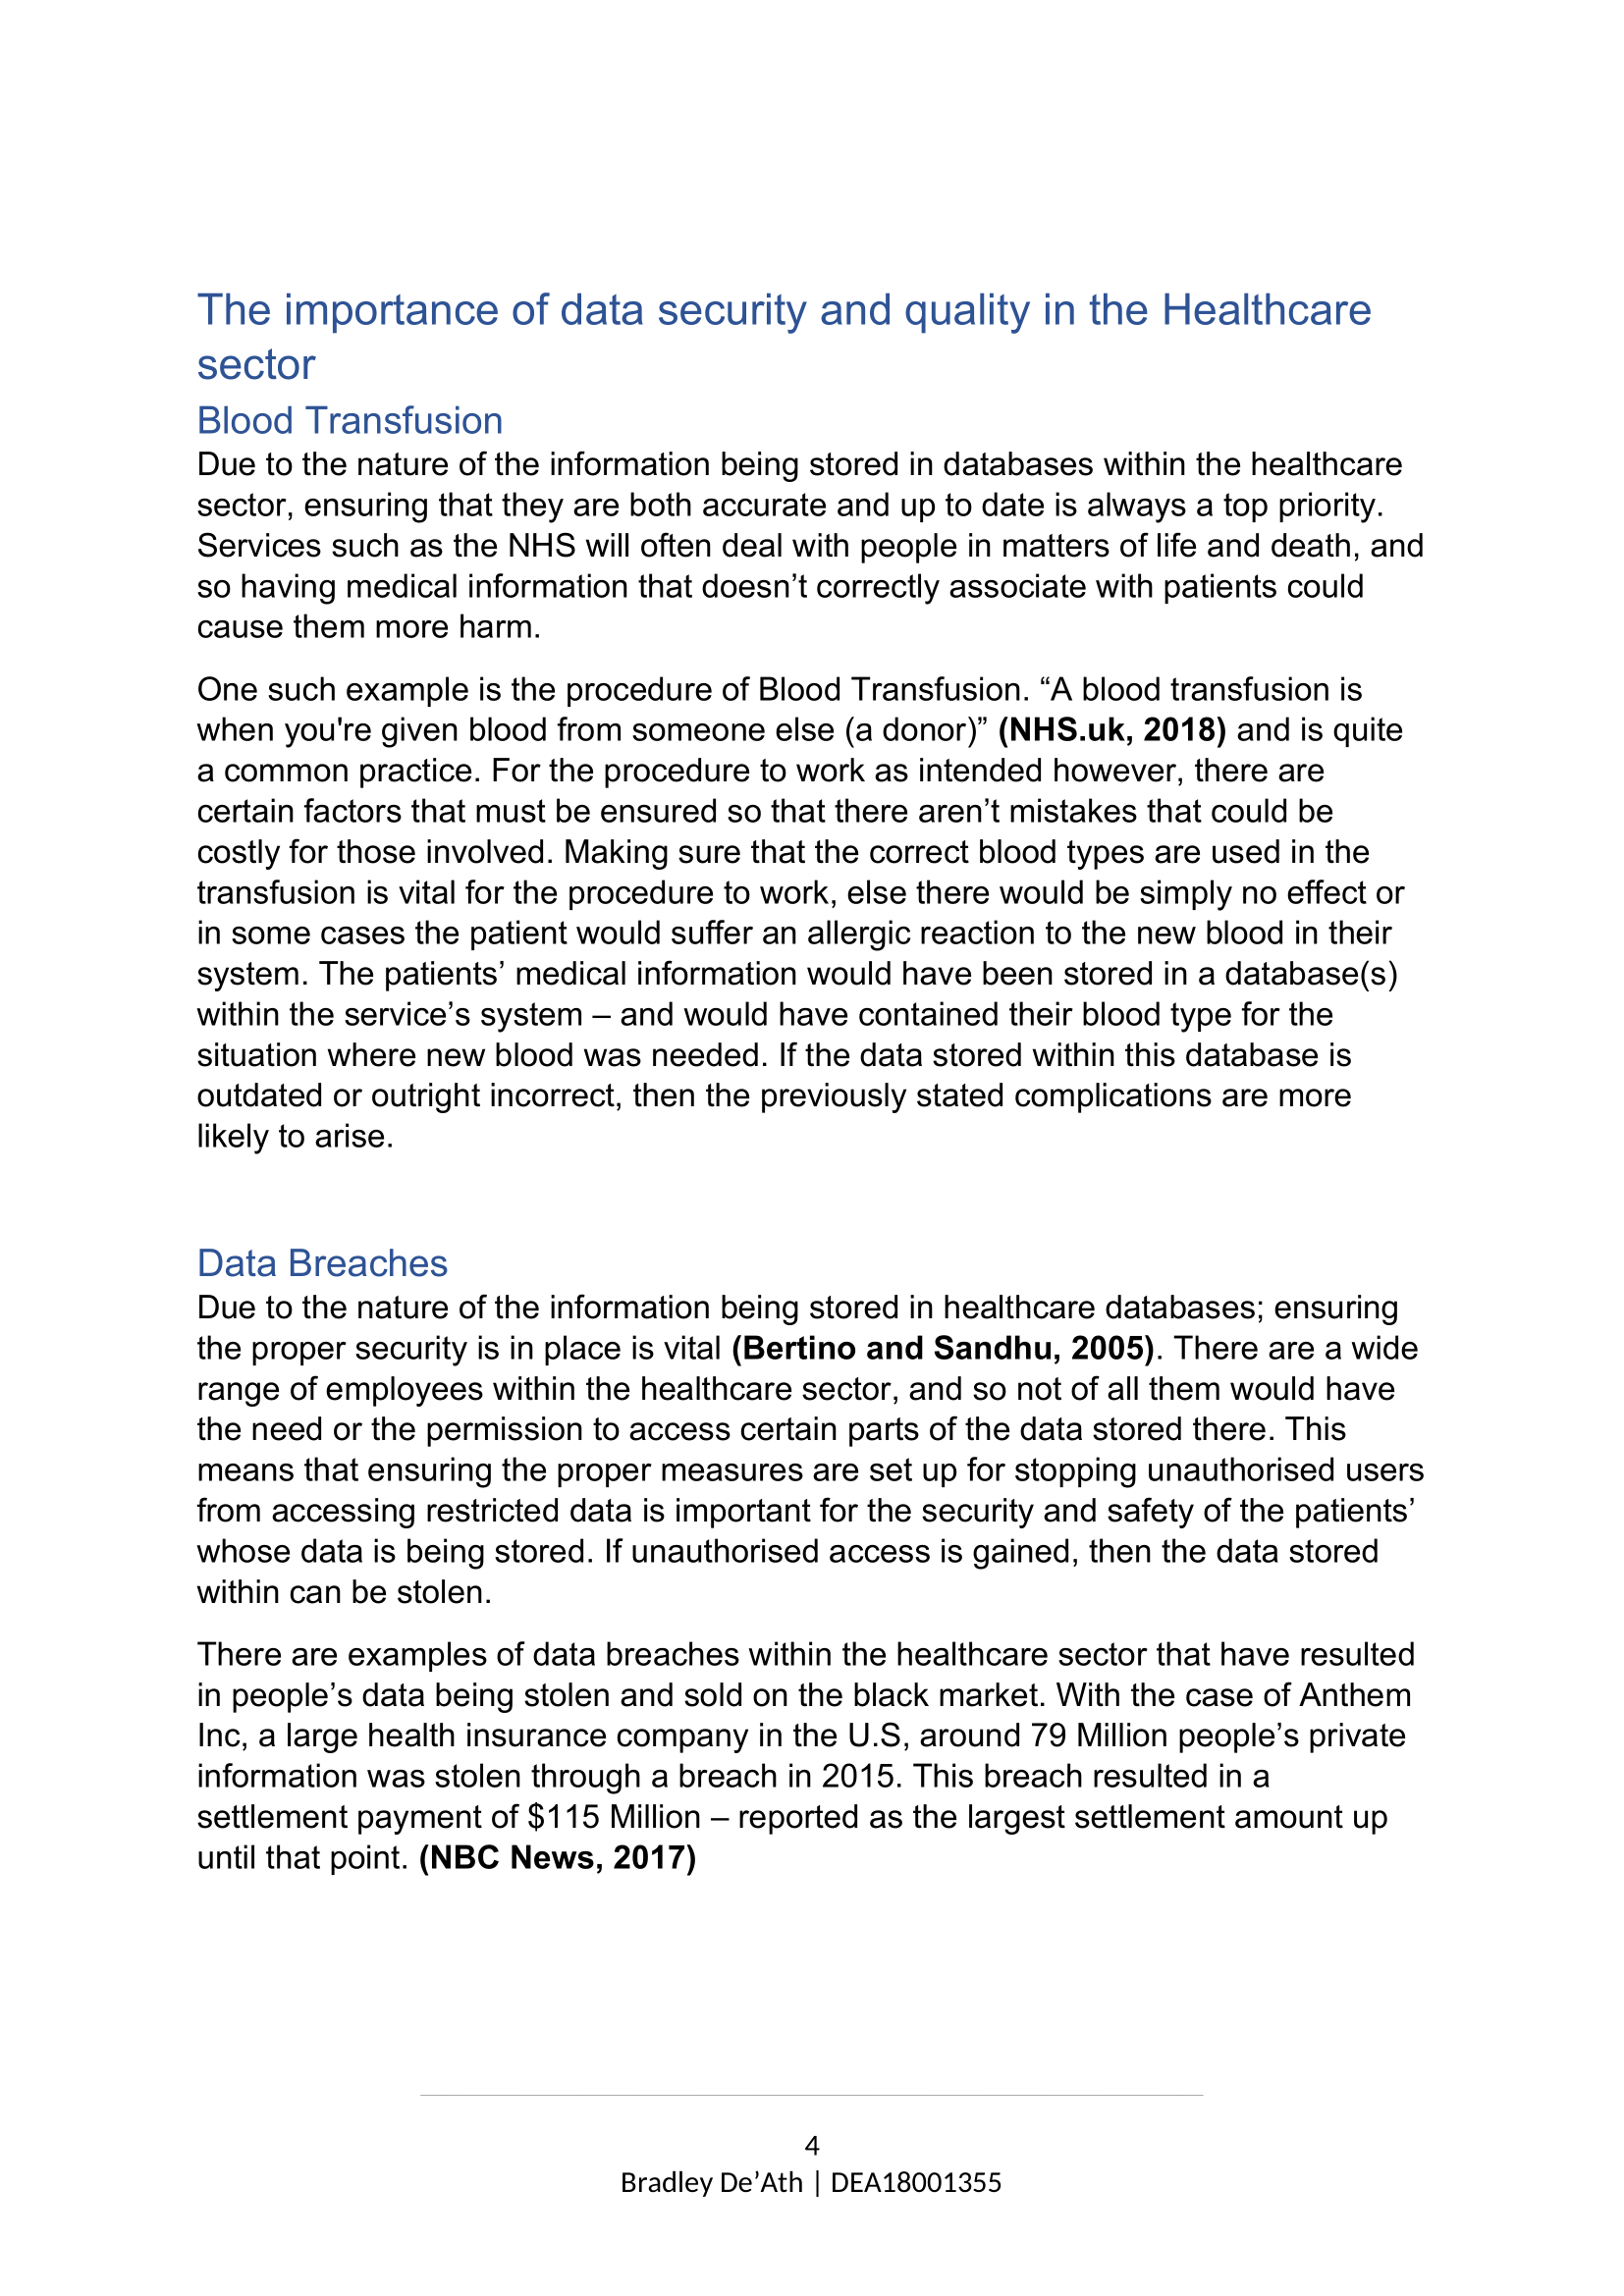 The importance of data security and quality in the Healthcare
sector
Blood Transfusion
Due to the nature of the information being stored in databases within the healthcare
sector, ensuring that they are both accurate and up to date is always a top priority.
Services such as the NHS will often deal with people in matters of life and death, and
so having medical information that doesn’t correctly associate with patients could
cause them more harm.
One such example is the procedure of Blood Transfusion. “A blood transfusion is
when you're given blood from someone else (a donor)” (NHS.uk, 2018) and is quite
a common practice. For the procedure to work as intended however, there are
certain factors that must be ensured so that there aren’t mistakes that could be
costly for those involved. Making sure that the correct blood types are used in the
transfusion is vital for the procedure to work, else there would be simply no effect or
in some cases the patient would suffer an allergic reaction to the new blood in their
system. The patients’ medical information would have been stored in a database(s)
within the service’s system – and would have contained their blood type for the
situation where new blood was needed. If the data stored within this database is
outdated or outright incorrect, then the previously stated complications are more
likely to arise.
Data Breaches
Due to the nature of the information being stored in healthcare databases; ensuring
the proper security is in place is vital (Bertino and Sandhu, 2005). There are a wide
range of employees within the healthcare sector, and so not of all them would have
the need or the permission to access certain parts of the data stored there. This
means that ensuring the proper measures are set up for stopping unauthorised users
from accessing restricted data is important for the security and safety of the patients’
whose data is being stored. If unauthorised access is gained, then the data stored
within can be stolen.
There are examples of data breaches within the healthcare sector that have resulted
in people’s data being stolen and sold on the black market. With the case of Anthem
Inc, a large health insurance company in the U.S, around 79 Million people’s private
information was stolen through a breach in 2015. This breach resulted in a
settlement payment of $115 Million – reported as the largest settlement amount up
until that point. (NBC News, 2017)
4
Bradley De’Ath | DEA18001355